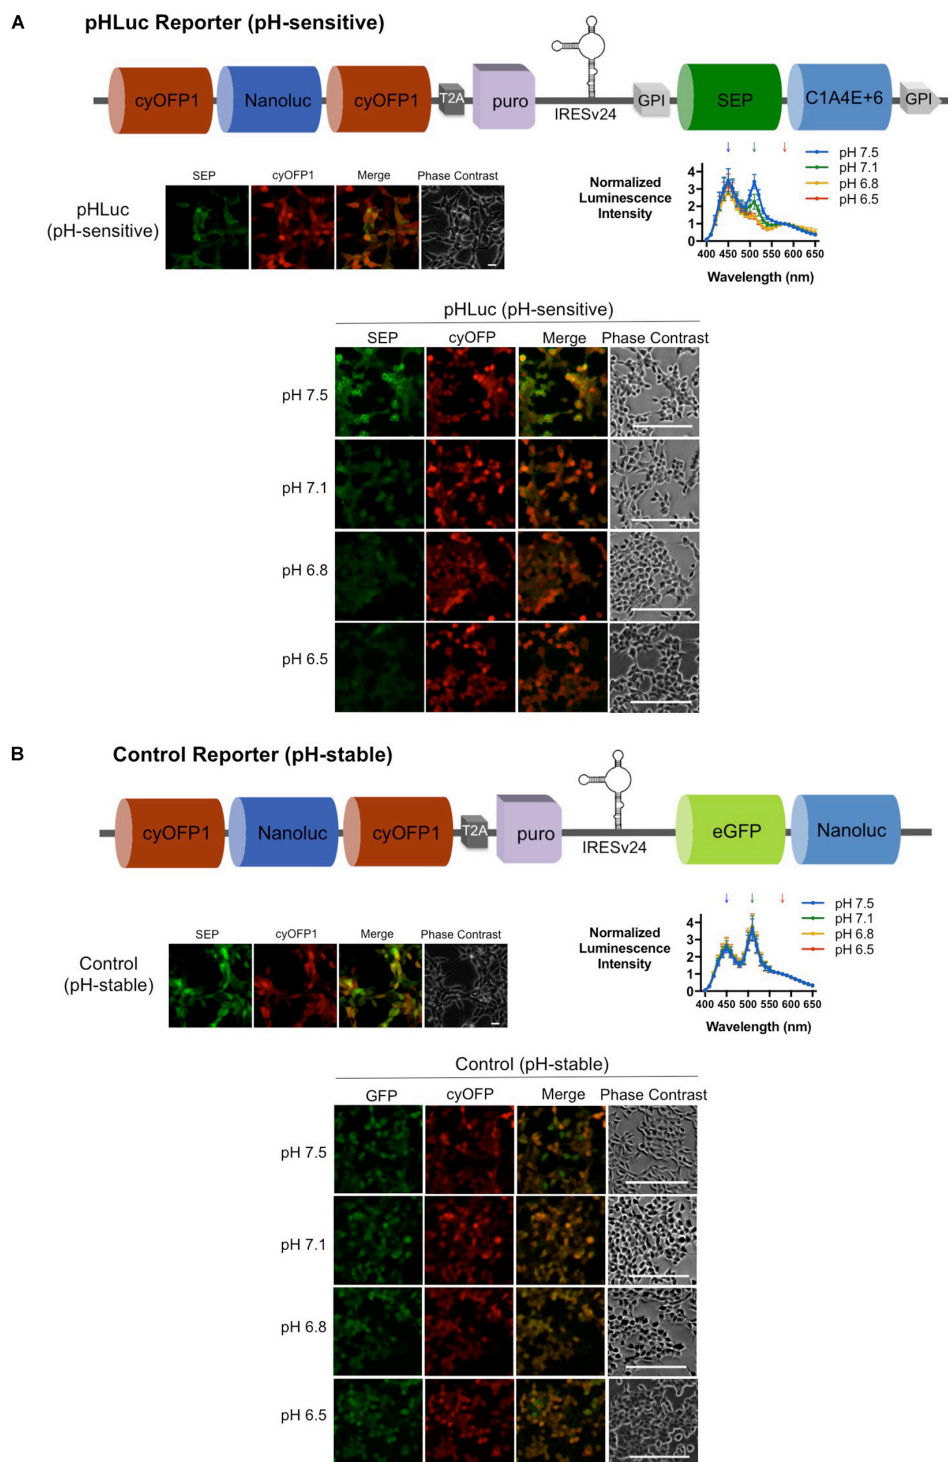 A
pHLuc Reporter (pH-sensitive)
cyOFP1
Nanoluc
cyOFP1
T2A
puro
IRESv24
GPI
SEP
C1A4E+6
GPI
pHLuc
(pH-sensitive)
SEP
cyOFP1
Merge
Phase Contrast
Normalized
Luminescence
Intensity
4
3
2
1
0
400 450 500 550 600 650
Wavelength (nm)
pH 7.5
pH 7.1
pH 6.8
pH 6.5
pHLuc (pH-sensitive)
SEP
cyOFP
Merge
Phase Contrast
pH 7.5
pH 7.1
pH 6.8
pH 6.5
B
Control Reporter (pH-stable)
cyOFP1
Nanoluc
cyOFP1
T2A
puro
IRESv24
eGFP
Nanoluc
Control
(pH-stable)
SEP
cyOFP1
Merge
Phase Contrast
Normalized
Luminescence
Intensity
4
3
2
1
0
400 450 500 550 600 650
Wavelength (nm)
pH 7.5
pH 7.1
pH 6.8
pH 6.5
Control (pH-stable)
GFP
cyOFP
Merge
Phase Contrast
pH 7.5
pH 7.1
pH 6.8
pH 6.5